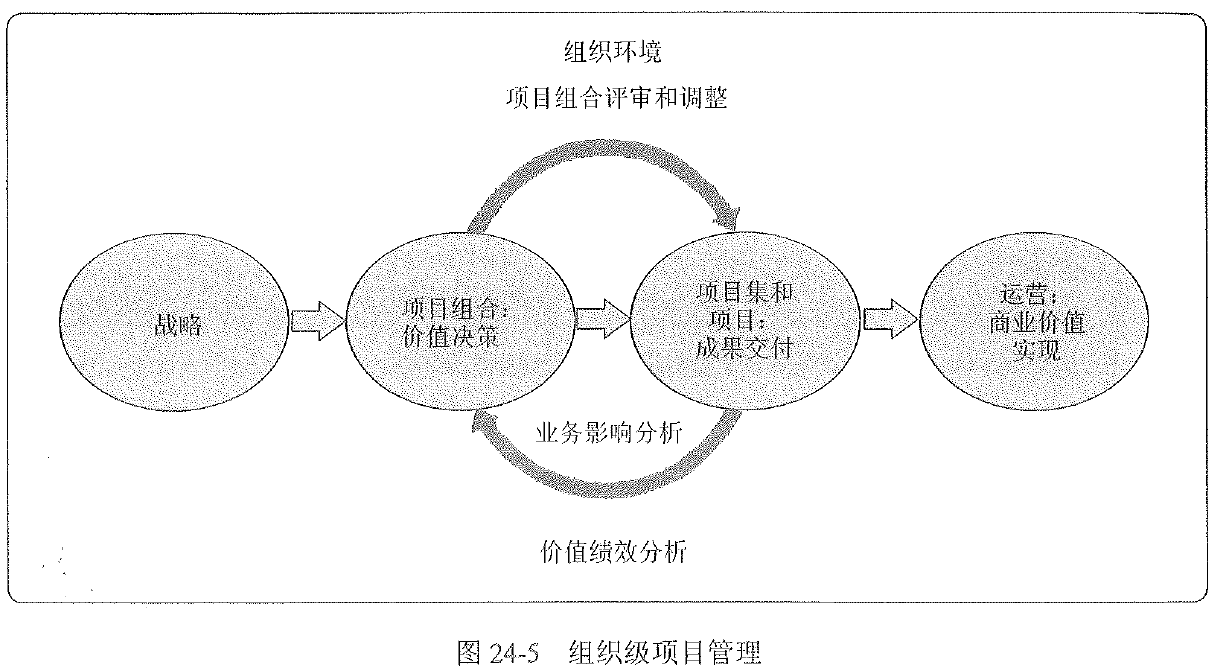 组织环境
项目组合评审和调整
战略
项目组合：
价值决策
项目集和
项目：
成果交付
运营：
商业价值
实现
业务影响分析
价值绩效分析
图 24-5 组织级项目管理